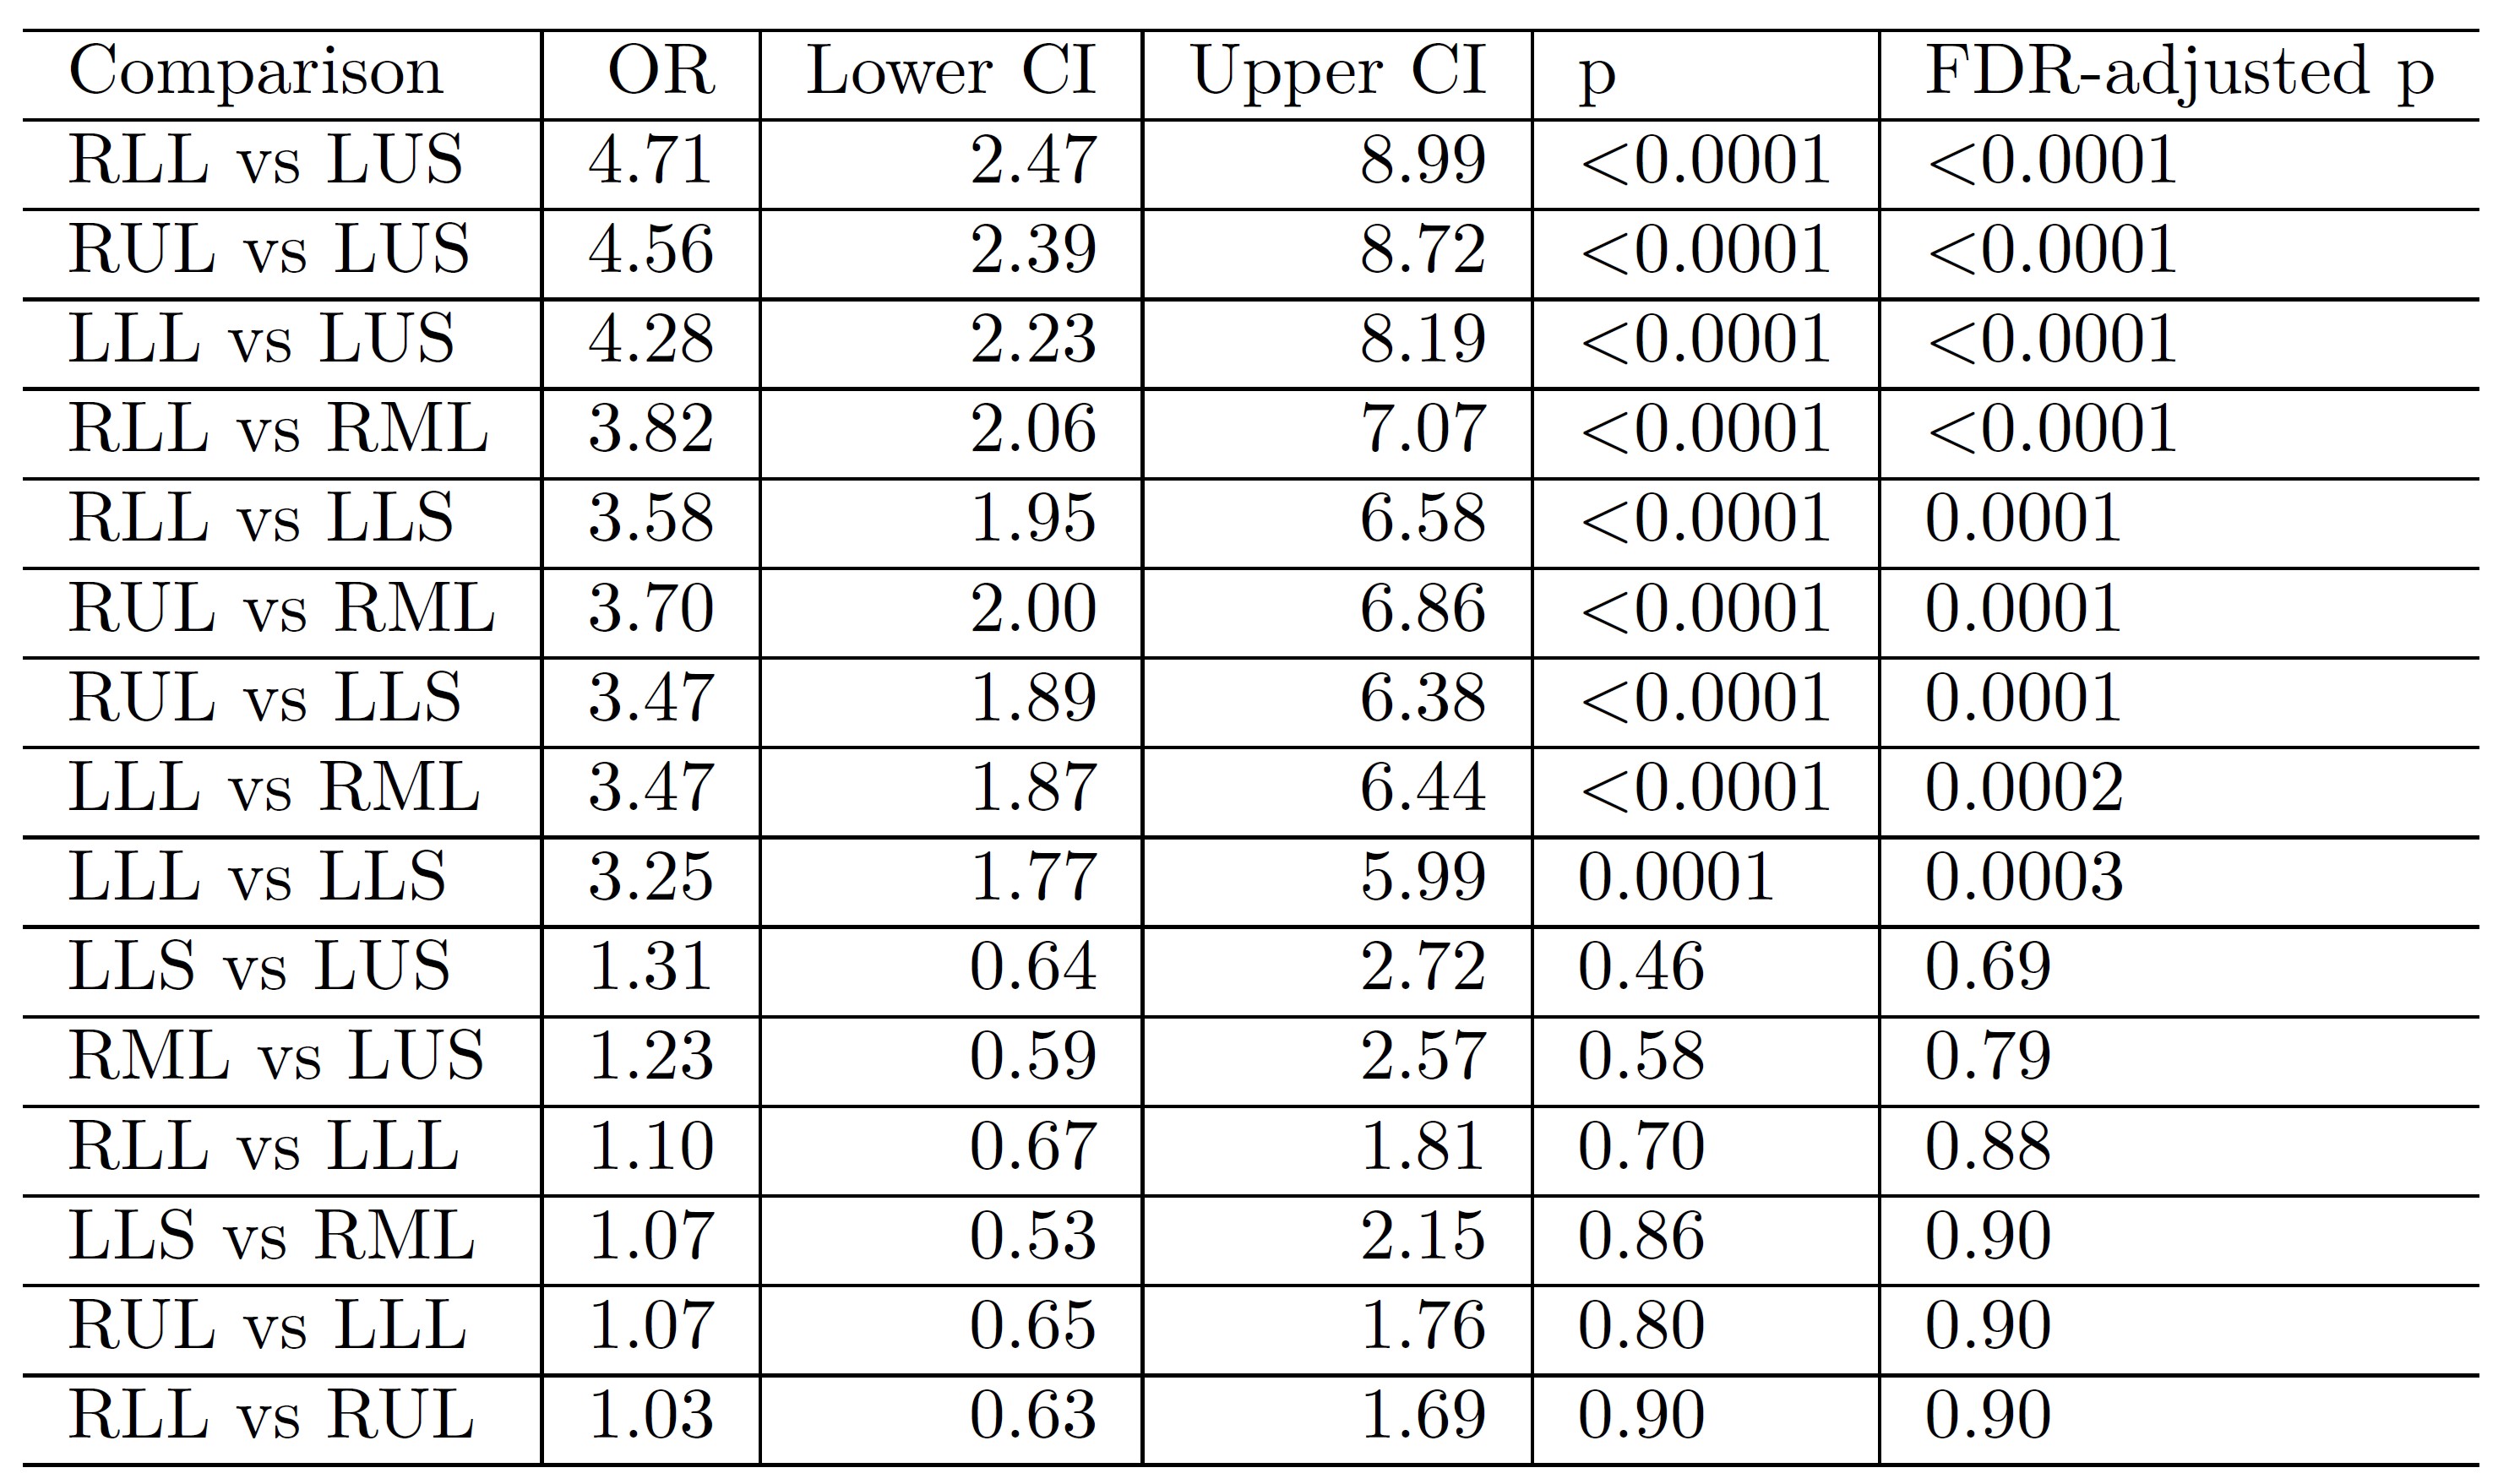 Comparison OR Lower CI Upper CI p FDR-adjusted p
RLL vs LUS 4.71 2.47 8.99 <0.0001 <0.0001
RUL vs LUS 4.56 2.39 8.72 <0.0001 <0.0001
LLL vs LUS 4.28 2.23 8.19 <0.0001 <0.0001
RLL vs RML 3.82 2.06 7.07 <0.0001 <0.0001
RLL vs LLS 3.58 1.95 6.58 <0.0001 0.0001
RUL vs RML 3.70 2.00 6.86 <0.0001 0.0001
RUL vs LLS 3.47 1.89 6.38 <0.0001 0.0001
LLL vs RML 3.47 1.87 6.44 <0.0001 0.0002
LLL vs LLS 3.25 1.77 5.99 0.0001 0.0003
LLS vs LUS 1.31 0.64 2.72 0.46 0.69
RML vs LUS 1.23 0.59 2.57 0.58 0.79
RLL vs LLL 1.10 0.67 1.81 0.70 0.88
LLS vs RML 1.07 0.53 2.15 0.86 0.90
RUL vs LLL 1.07 0.65 1.76 0.80 0.90
RLL vs RUL 1.03 0.63 1.69 0.90 0.90